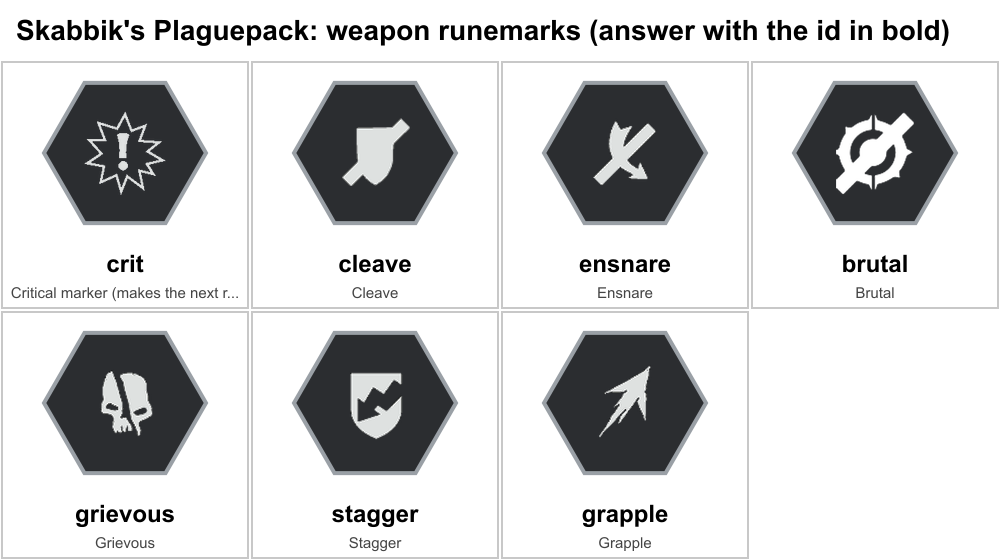 Skabbik's Plaguepack: weapon runemarks (answer with the id in bold)
crit
Critical marker (makes the next r...
cleave
Cleave
ensnare
Ensnare
brutal
Brutal
grievous
Grievous
stagger
Stagger
grapple
Grapple